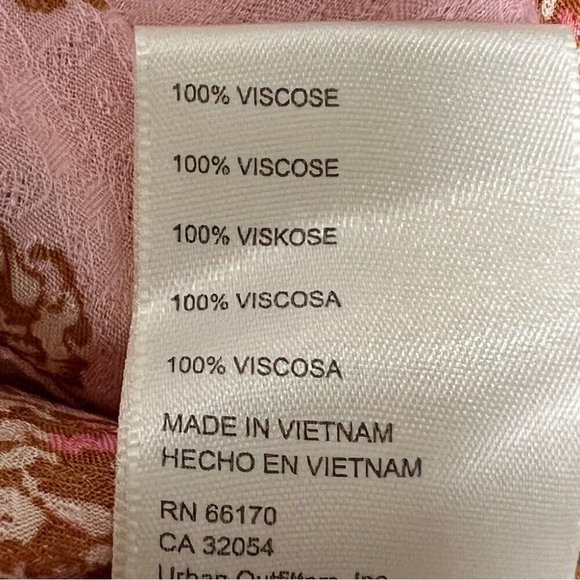 100% VISCOSE
100% VISCOSE
100% VISKOSE
100% VISCOSA
100% VISCOSA
MADE IN VIETNAM
HECHO EN VIETNAM
RN 66170
CA 32054
Urban